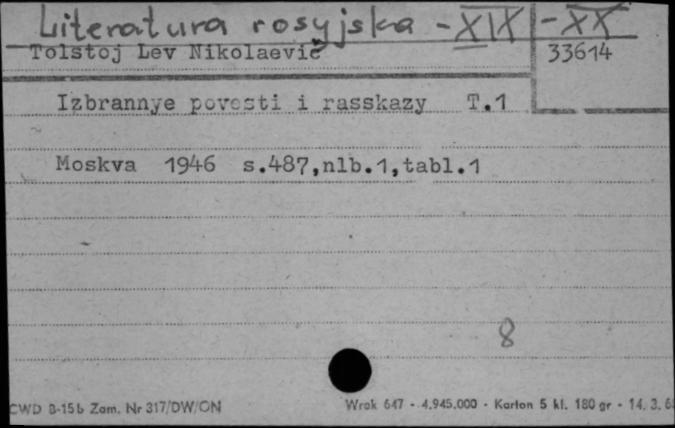 Literatura rosyjska - XIX - XX
Tolstoj Lev Nikolaevič
33614
Izbrannye povesti i rasskazy T.1
Moskva 1946 s.487,nlb.1,tabl.1
8
CWD B-15b Zam. Nr 317/DW/ON
Wrak 647 - 4.945.000 - Karton 5 kl. 180 gr - 14. 3.